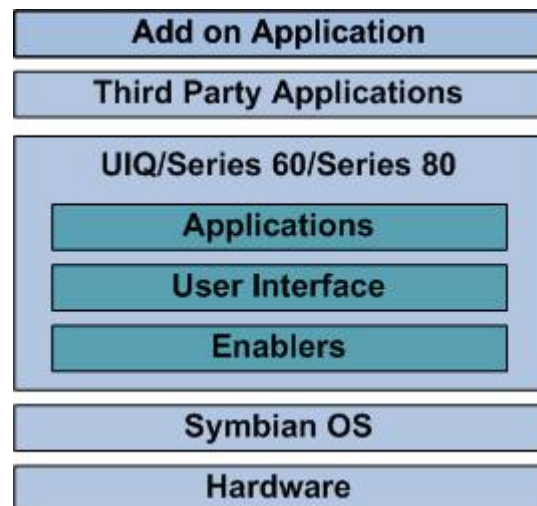 Add on Application
Third Party Applications
UIQ/Series 60/Series 80
Applications
User Interface
Enablers
Symbian OS
Hardware